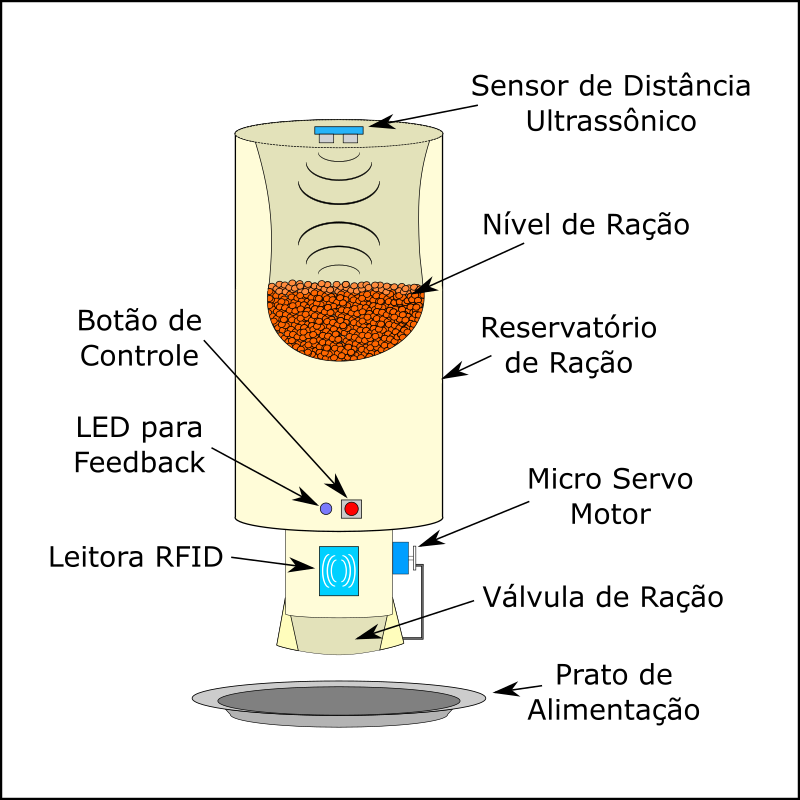 Sensor de Distância
Ultrassônico
Nível de Ração
Botão de
Controle
Reservatório
de Ração
LED para
Feedback
Micro Servo
Motor
Leitora RFID
Válvula de Ração
Prato de
Alimentação